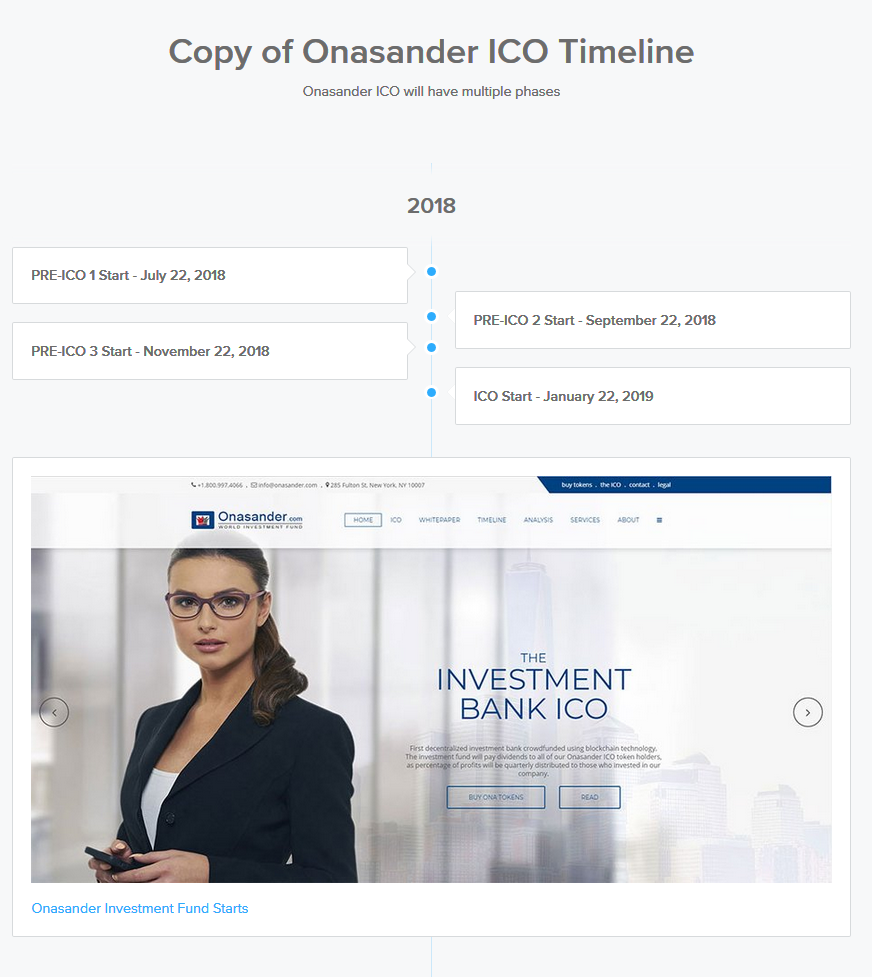 Copy of Onasander ICO Timeline
Onasander ICO will have multiple phases
2018
PRE-ICO 1 Start - July 22, 2018
PRE-ICO 2 Start - September 22, 2018
PRE-ICO 3 Start - November 22, 2018
ICO Start - January 22, 2019
+1.800.997.4066 , info@onasander.com , 285 Fulton St, New York, NY 10007
buy tokens . the ICO . contact . legal
Onasander.com
WORLD INVESTMENT FUND
HOME ICO WHITEPAPER TIMELINE ANALYSIS SERVICES ABOUT
THE
INVESTMENT
BANK ICO
First decentralized investment bank crowdfunded using blockchain technology.
The investment fund will pay dividends to all of our Onasander ICO token holders,
as percentage of profits will be quarterly distributed to those who invested in our
company.
BUY ONA TOKENS READ
Onasander Investment Fund Starts